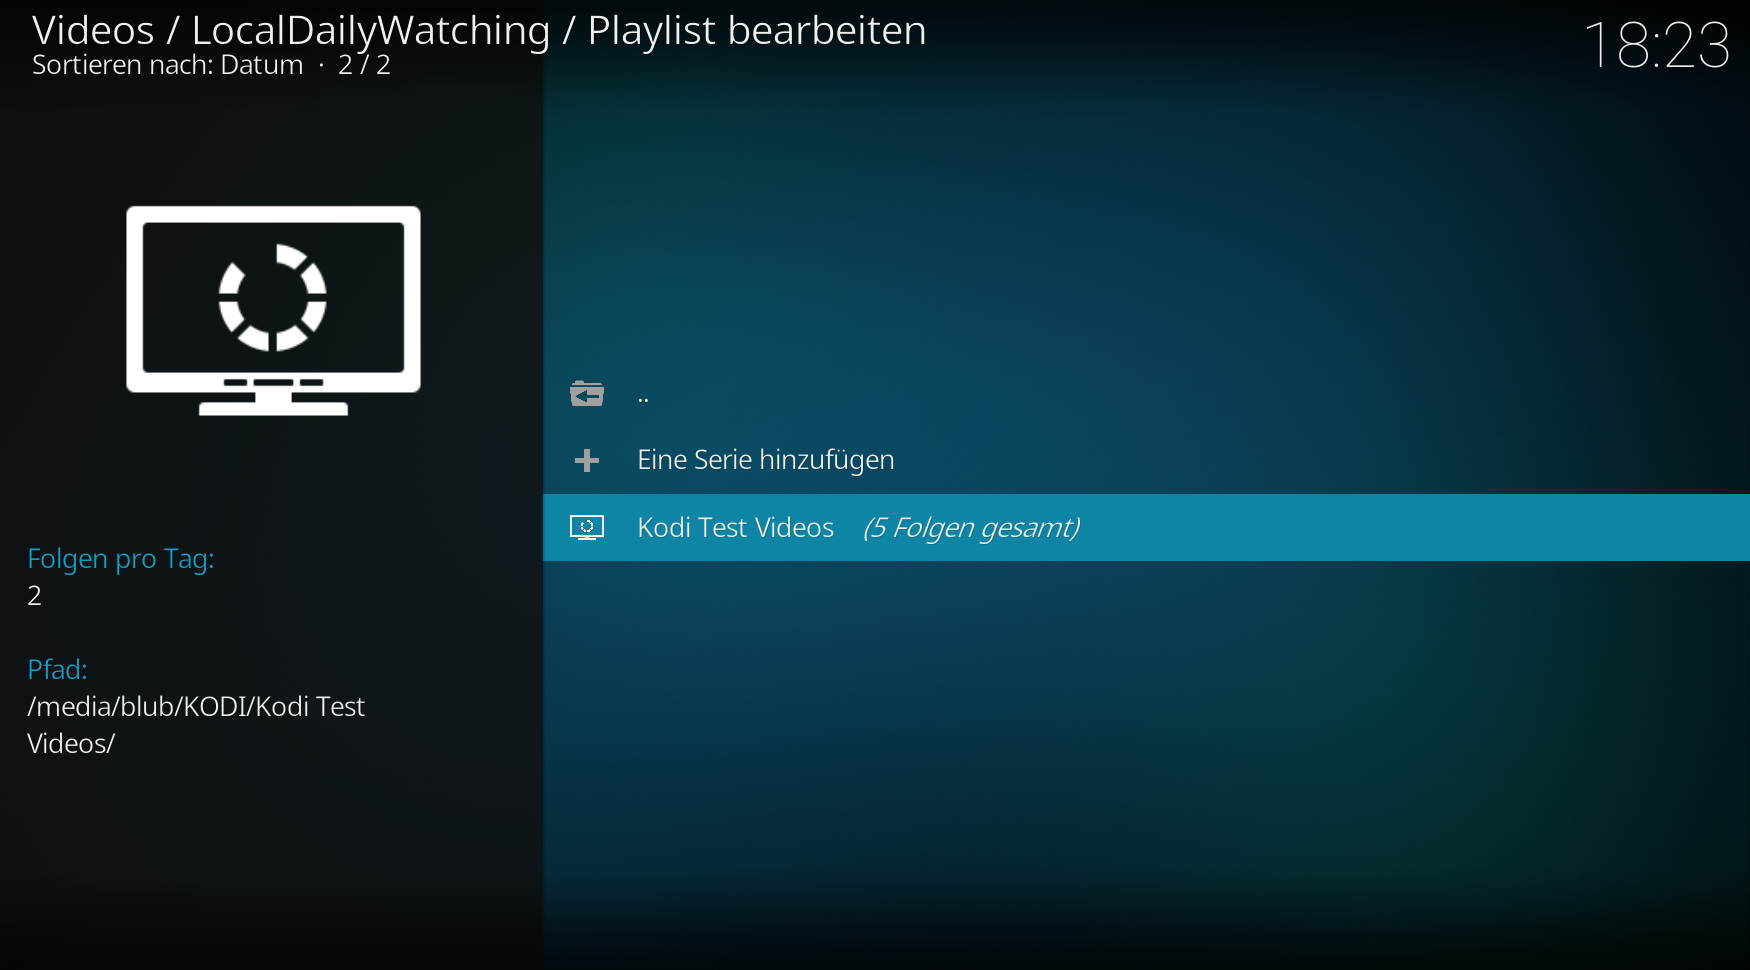 Videos / LocalDailyWatching / Playlist bearbeiten
Sortieren nach: Datum · 2 / 2
18:23
..
Eine Serie hinzufügen
Kodi Test Videos (5 Folgen gesamt)
Folgen pro Tag:
2
Pfad:
/media/blub/KODI/Kodi Test
Videos/